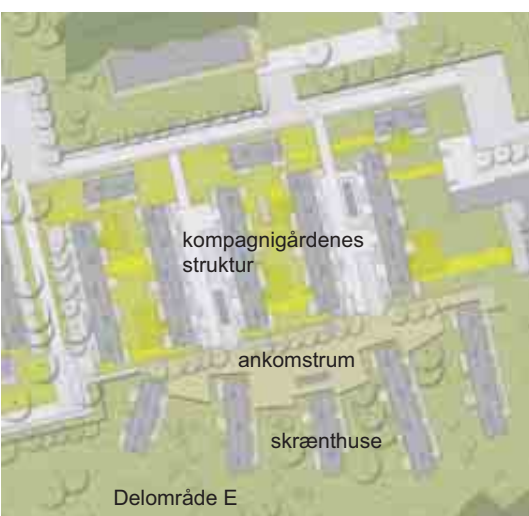 kompagnigårdenes
struktur
ankomstrum
skrænthuse
Delområde E